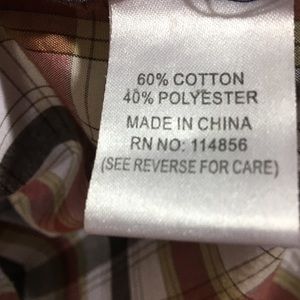 60% COTTON
40% POLYESTER
MADE IN CHINA
RN NO: 114856
(SEE REVERSE FOR CARE)